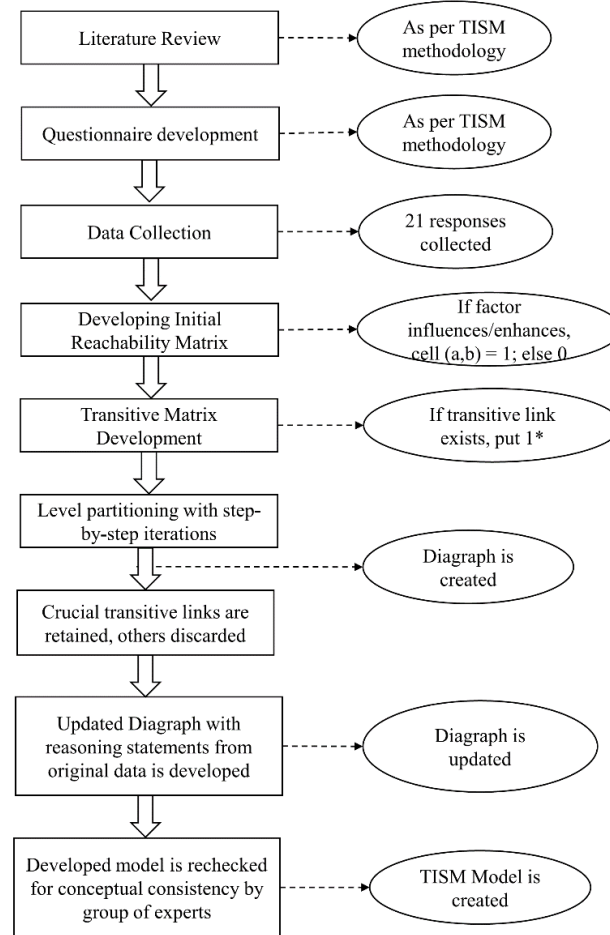 Literature Review
As per TISM
methodology
Questionnaire development
As per TISM
methodology
Data Collection
21 responses
collected
Developing Initial
Reachability Matrix
If factor
influences/enhances,
cell (a,b) = 1; else 0
Transitive Matrix
Development
If transitive link
exists, put 1*
Level partitioning with step-
by-step iterations
Diagraph is
created
Crucial transitive links are
retained, others discarded
Updated Diagraph with
reasoning statements from
original data is developed
Diagraph is
updated
Developed model is rechecked
for conceptual consistency by
group of experts
TISM Model is
created